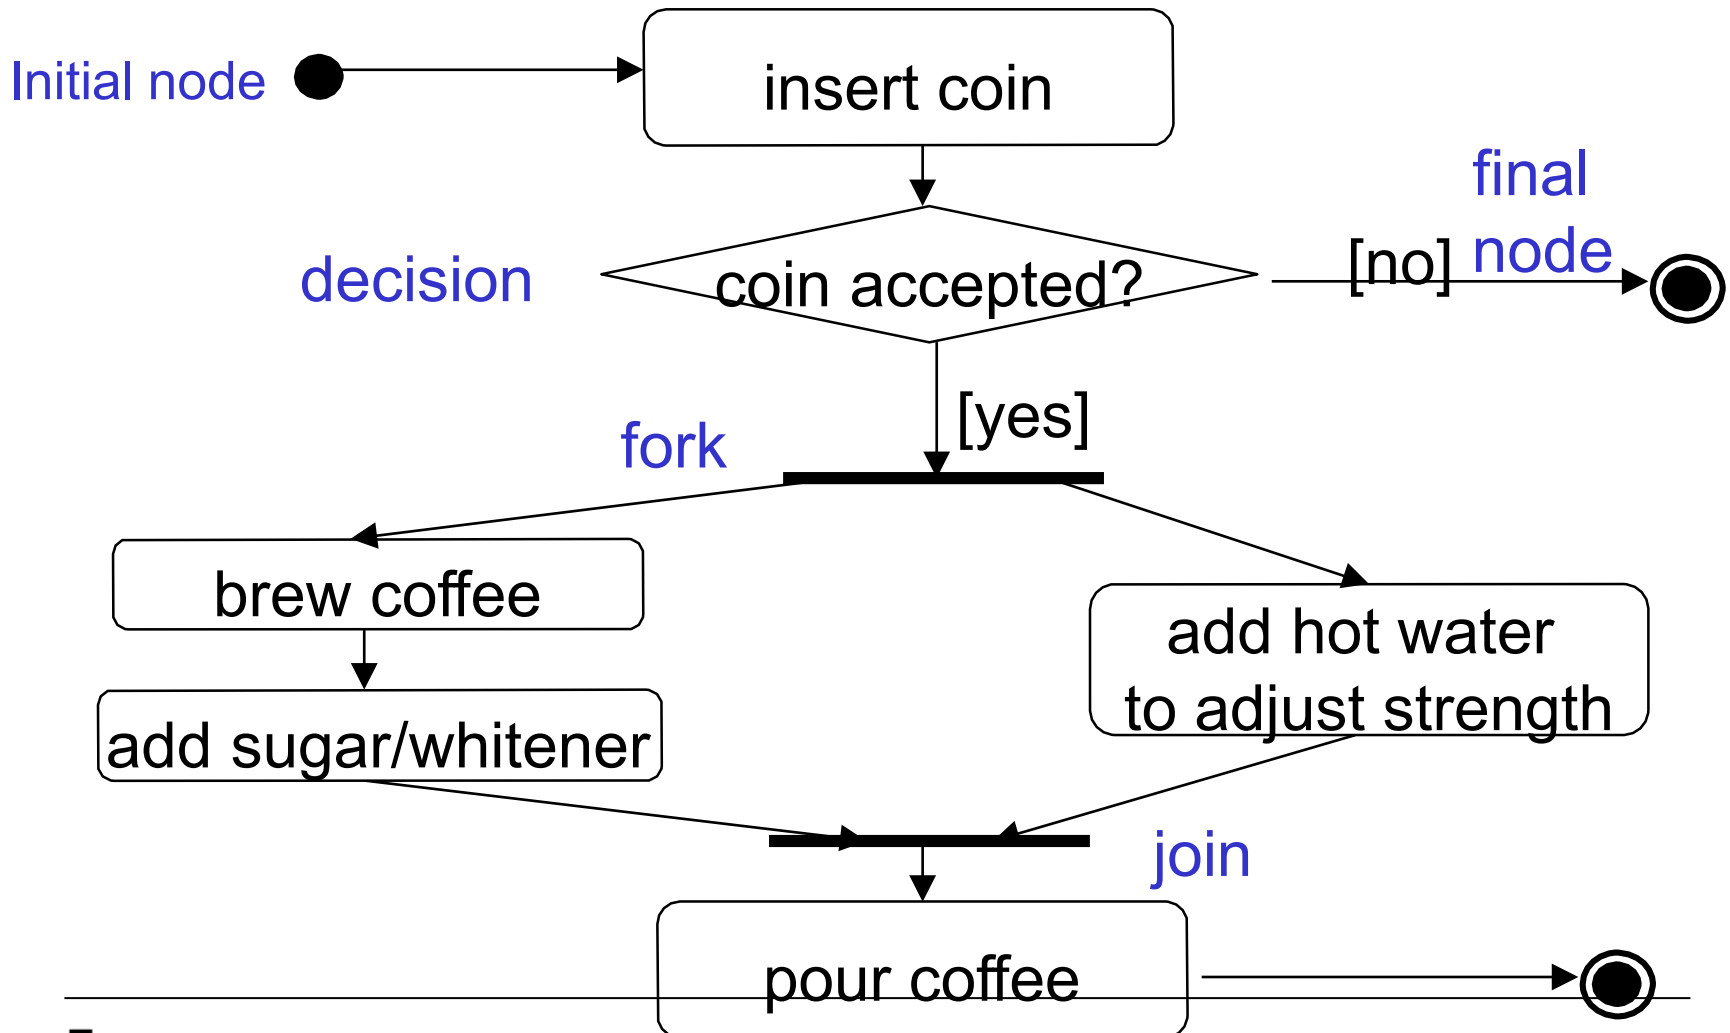 Initial node
insert coin
final
node
decision
coin accepted?
[no]
[yes]
fork
brew coffee
add hot water
to adjust strength
add sugar/whitener
join
pour coffee